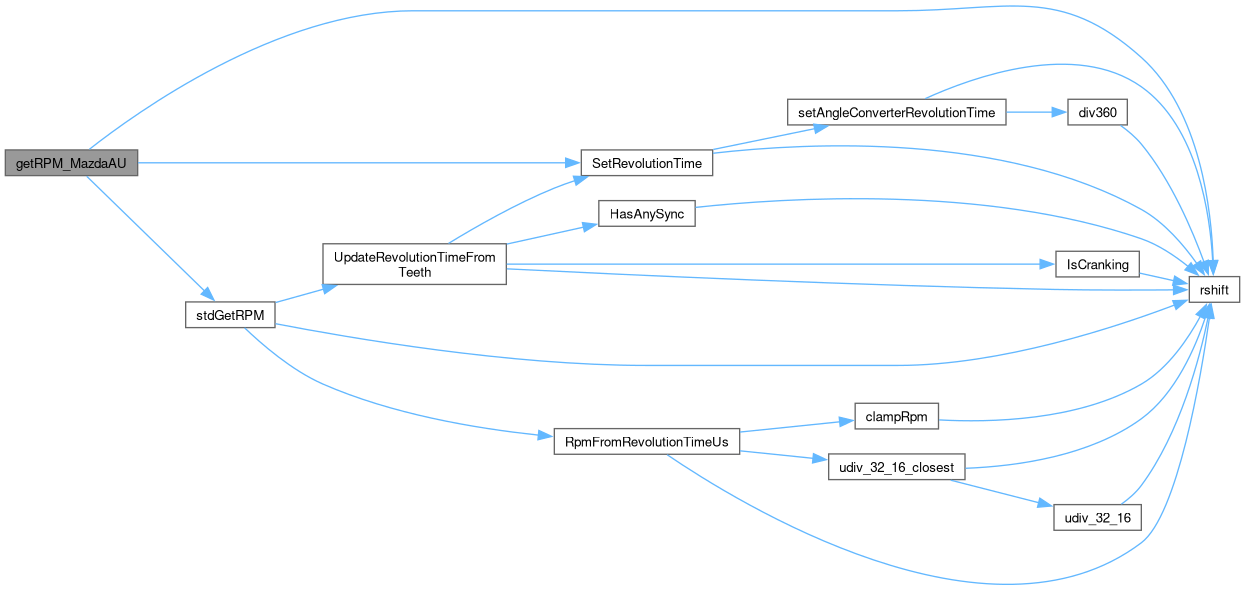 getRPM_MazdaAU
stdGetRPM
UpdateRevolutionTimeFrom
Teeth
SetRevolutionTime
HasAnySync
RpmFromRevolutionTimeUs
setAngleConverterRevolutionTime
div360
IsCranking
rshift
clampRpm
udiv_32_16_closest
udiv_32_16